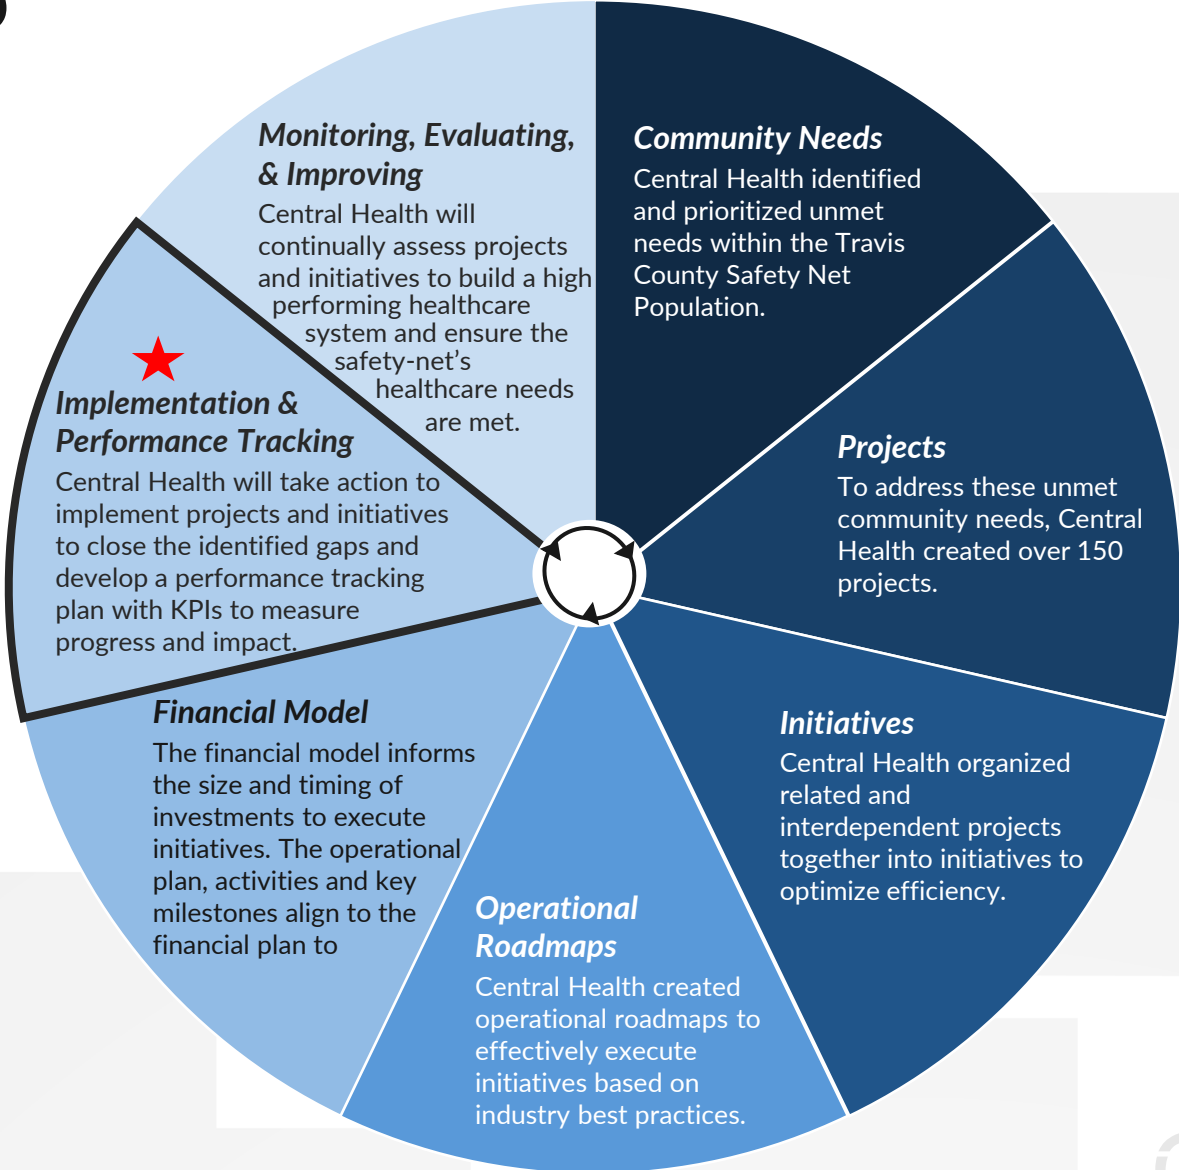 Community Needs
Central Health identified
and prioritized unmet
needs within the Travis
County Safety Net
Population.
Projects
To address these unmet
community needs, Central
Health created over 150
projects.
Initiatives
Central Health organized
related and
interdependent projects
together into initiatives to
optimize efficiency.
Operational
Roadmaps
Central Health created
operational roadmaps to
effectively execute
initiatives based on
industry best practices.
Financial Model
The financial model informs
the size and timing of
investments to execute
initiatives. The operational
plan, activities and key
milestones align to the
financial plan to
Implementation &
Performance Tracking
Central Health will take action to
implement projects and initiatives
to close the identified gaps and
develop a performance tracking
plan with KPIs to measure
progress and impact.
Monitoring, Evaluating,
& Improving
Central Health will
continually assess projects
and initiatives to build a high
performing healthcare
system and ensure the
safety-net’s
healthcare needs
are met.